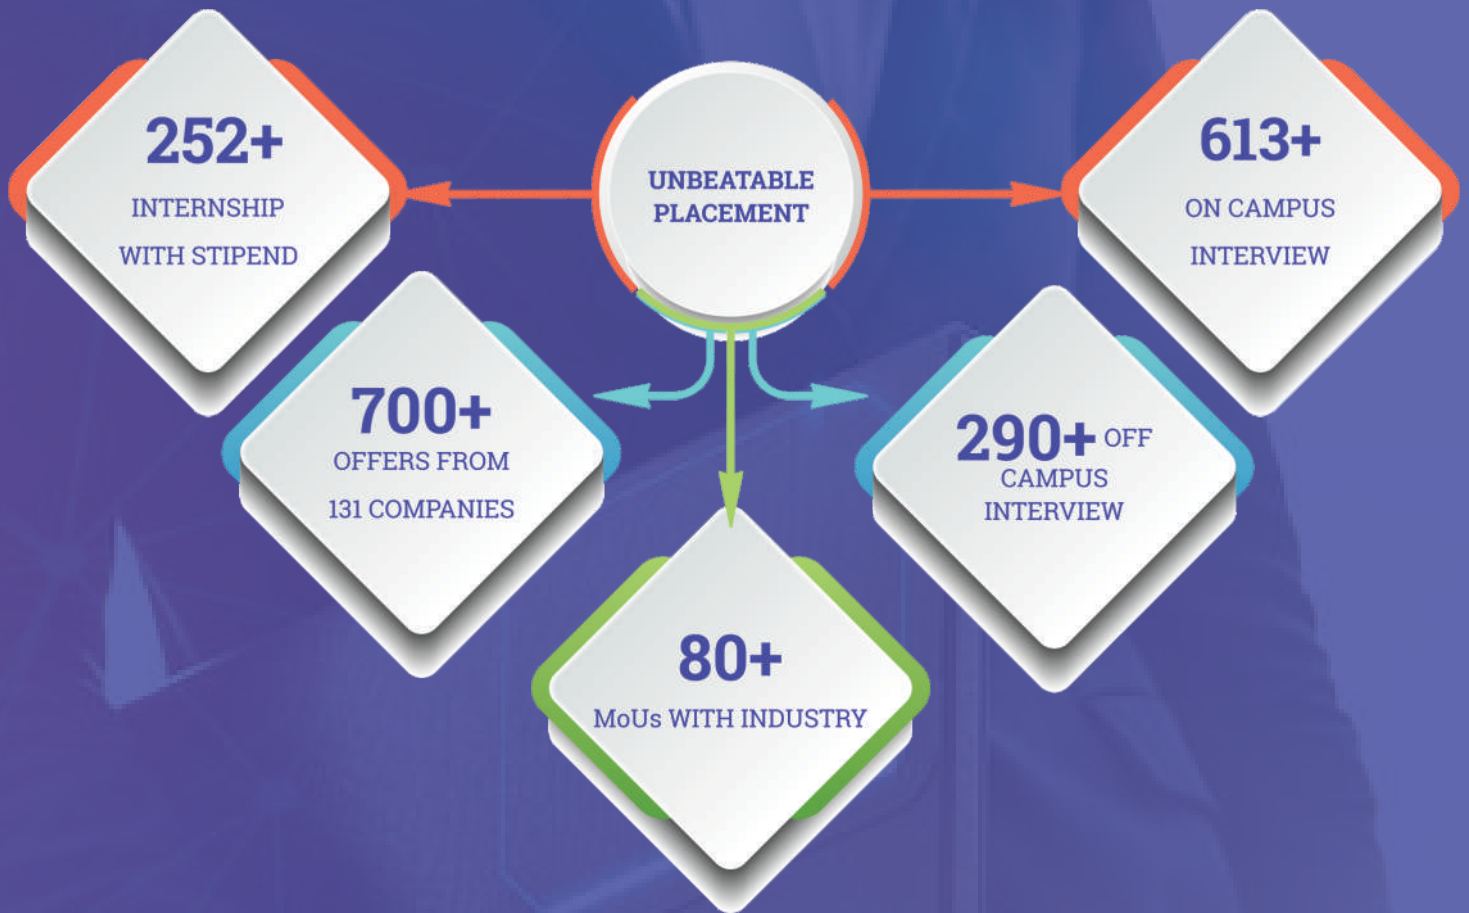 252+
INTERNSHIP
WITH STIPEND
UNBEATABLE
PLACEMENT
613+
ON CAMPUS
INTERVIEW
700+
OFFERS FROM
131 COMPANIES
290+ OFF
CAMPUS
INTERVIEW
80+
MoUs WITH INDUSTRY